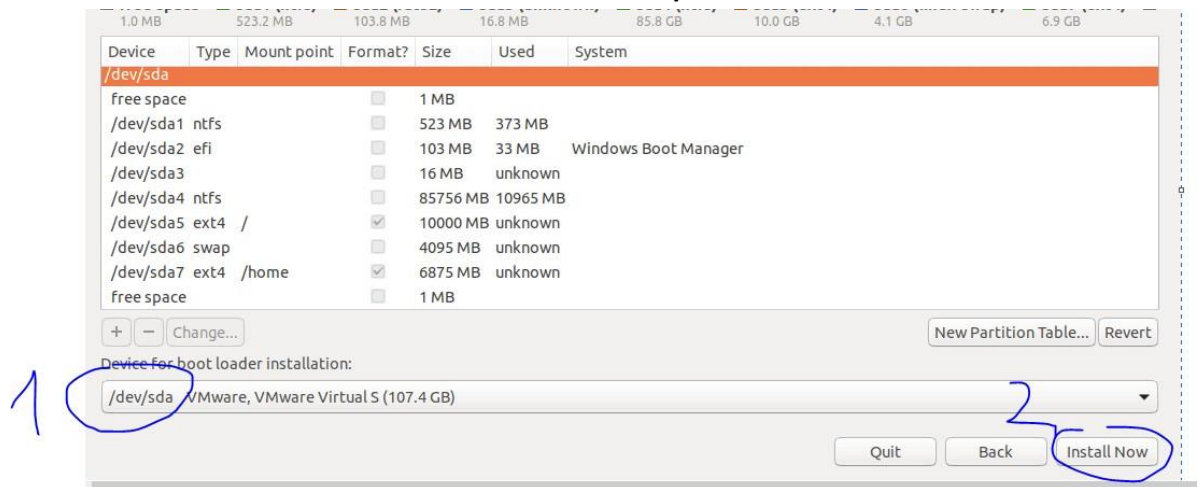 1.0 MB 523.2 MB 103.8 MB 16.8 MB 85.8 GB 10.0 GB 4.1 GB 6.9 GB
Device Type Mount point Format? Size Used System
/dev/sda
free space 1 MB
/dev/sda1 ntfs 523 MB 373 MB
/dev/sda2 efi 103 MB 33 MB Windows Boot Manager
/dev/sda3 16 MB unknown
/dev/sda4 ntfs 85756 MB 10965 MB
/dev/sda5 ext4 / 10000 MB unknown
/dev/sda6 swap 4095 MB unknown
/dev/sda7 ext4 /home 6875 MB unknown
free space 1 MB
+ - Change... New Partition Table... Revert
Device for boot loader installation:
1 /dev/sda VMware, VMware Virtual S (107.4 GB)
2
Quit Back Install Now